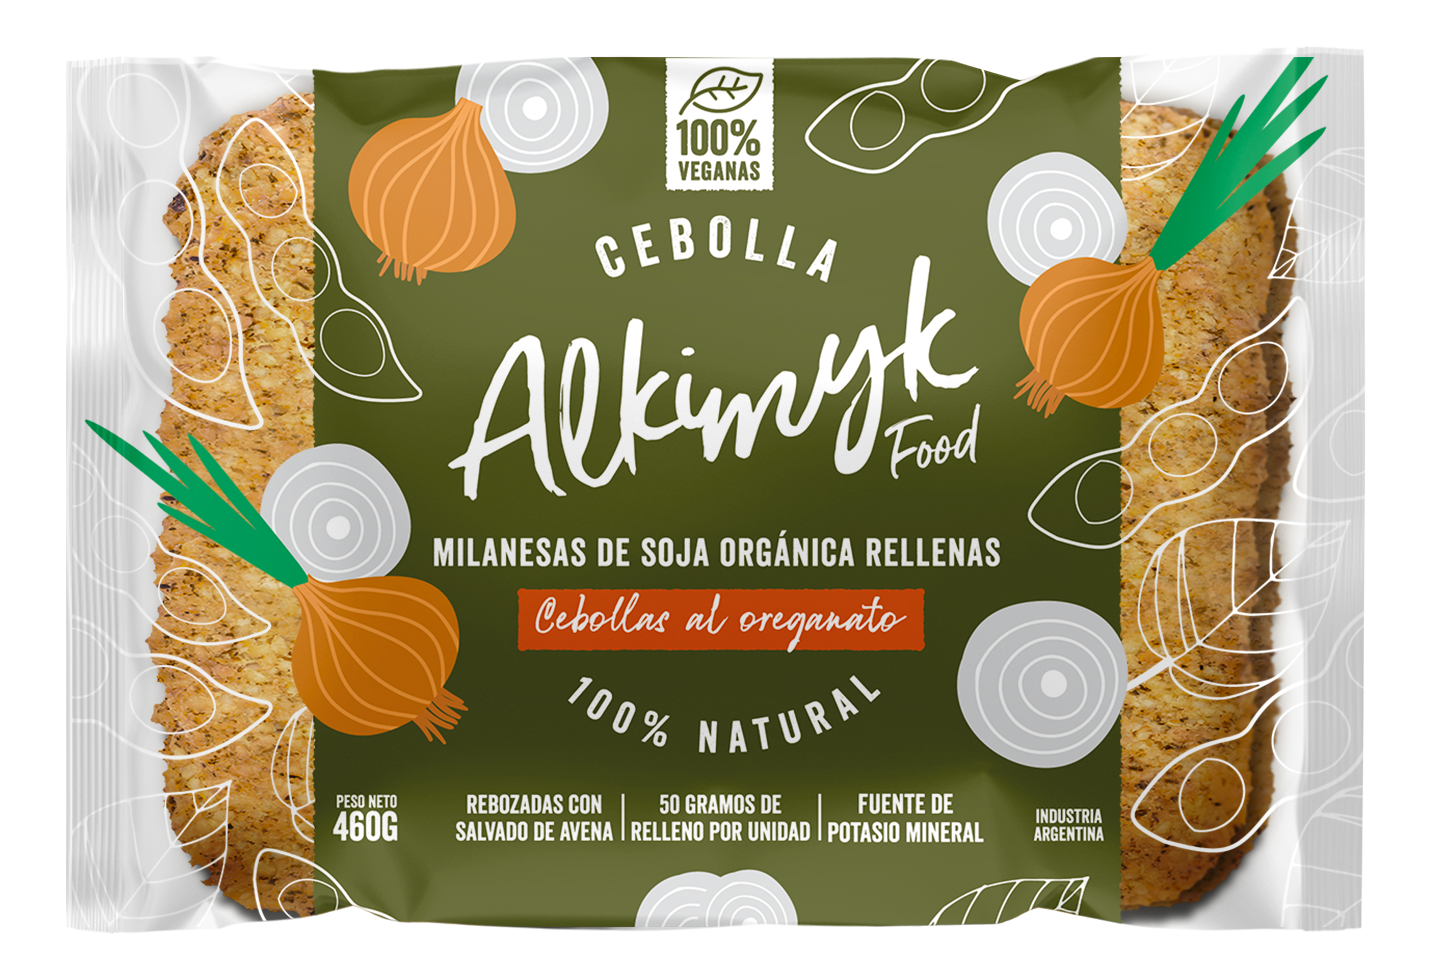 100%
VEGANAS
CEBOLLA
Alkimyk
Food
MILANESAS DE SOJA ORGÁNICA RELLENAS
Cebollas al oreganato
100% NATURAL
PESO NETO
460G
REBOZADAS CON
SALVADO DE AVENA
50 GRAMOS DE
RELLENO POR UNIDAD
FUENTE DE
POTASIO MINERAL
INDUSTRIA
ARGENTINA